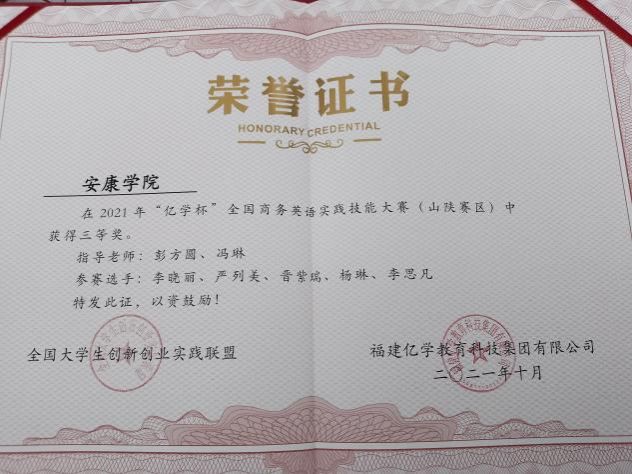 荣誉证书
HONORARY CREDENTIAL
安康学院
在 2021 年“亿学杯”全国商务英语实践技能大赛（山陕赛区）中
获得三等奖。
指导老师：彭方圆、冯琳
参赛选手：李晓丽、严列美、晋紫瑞、杨琳、李思凡
特发此证，以资鼓励！
全国大学生创新创业实践联盟
福建亿学教育科技集团有限公司
二〇二一年十月